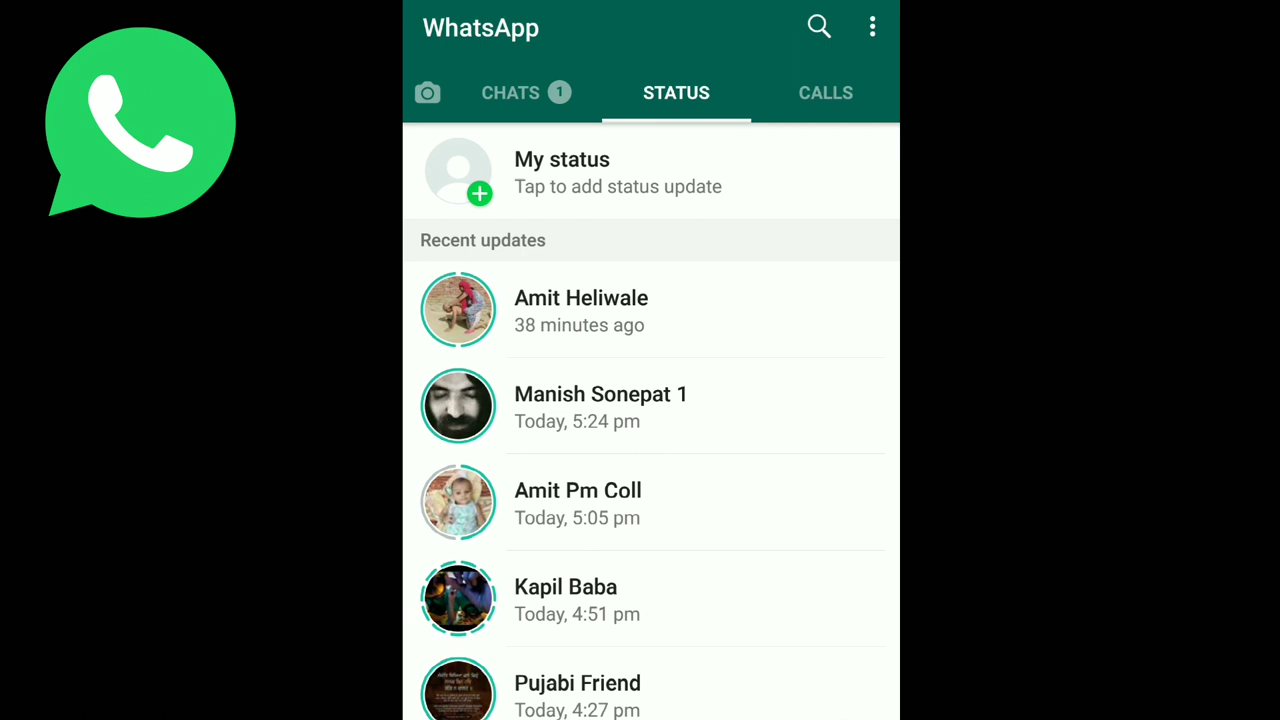 WhatsApp
CHATS 1 STATUS CALLS
My status
Tap to add status update
Recent updates
Amit Heliwale
38 minutes ago
Manish Sonepat 1
Today, 5:24 pm
Amit Pm Coll
Today, 5:05 pm
Kapil Baba
Today, 4:51 pm
Pujabi Friend
Today, 4:27 pm